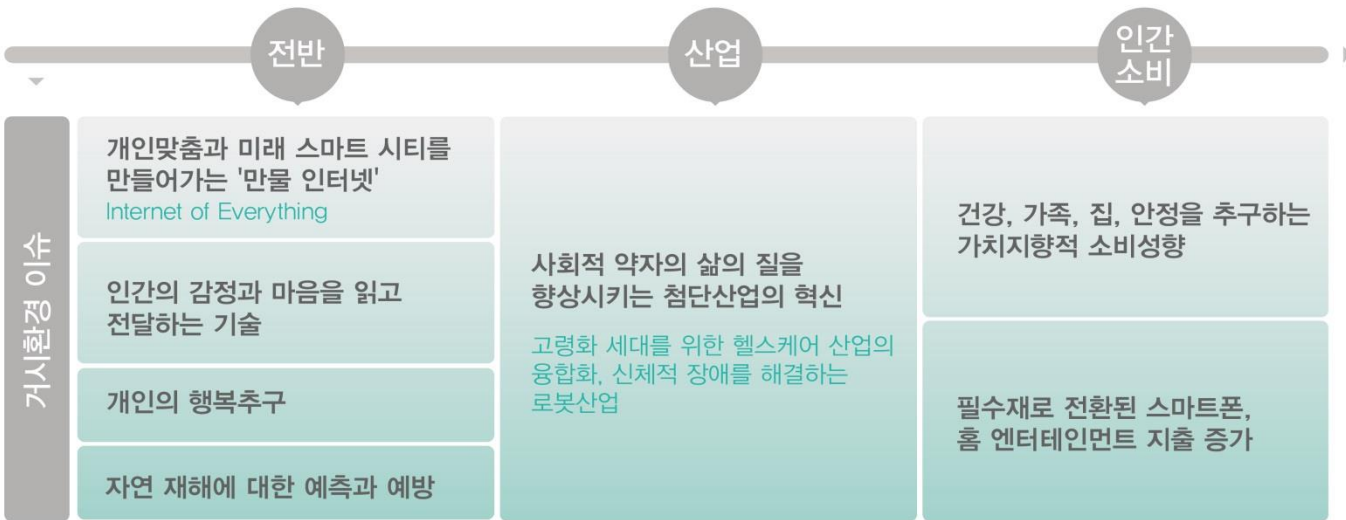 전반
산업
인간
소비
거시환경 이슈
개인맞춤과 미래 스마트 시티를
만들어가는 '만물 인터넷'
Internet of Everything
인간의 감정과 마음을 읽고
전달하는 기술
개인의 행복추구
자연 재해에 대한 예측과 예방
사회적 약자의 삶의 질을
향상시키는 첨단산업의 혁신
고령화 세대를 위한 헬스케어 산업의
융합화, 신체적 장애를 해결하는
로봇산업
건강, 가족, 집, 안정을 추구하는
가치지향적 소비성향
필수재로 전환된 스마트폰,
홈 엔터테인먼트 지출 증가